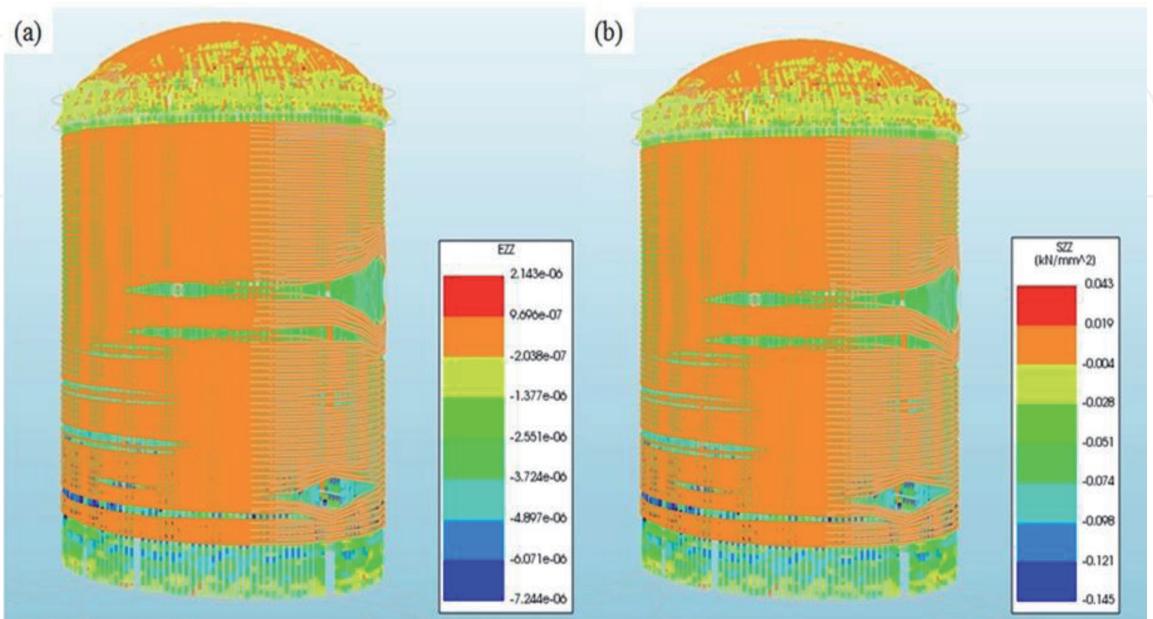 (a)
EZZ
2.143e-06
9.696e-07
-2.038e-07
-1.377e-06
-2.551e-06
-3.724e-06
-4.897e-06
-6.071e-06
-7.244e-06
(b)
SZZ
(kN/mm^2)
0.043
0.019
-0.004
-0.028
-0.051
-0.074
-0.098
-0.121
-0.145